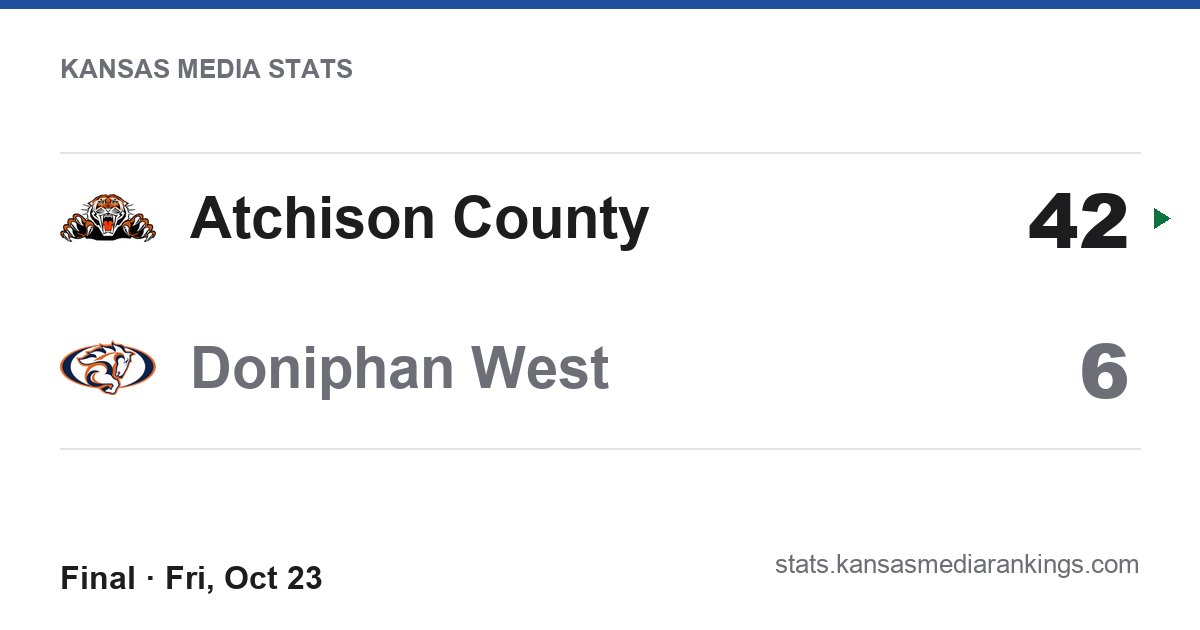 KANSAS MEDIA STATS
Atchison County 42
Doniphan West 6
Final · Fri, Oct 23
stats.kansasmediarankings.com